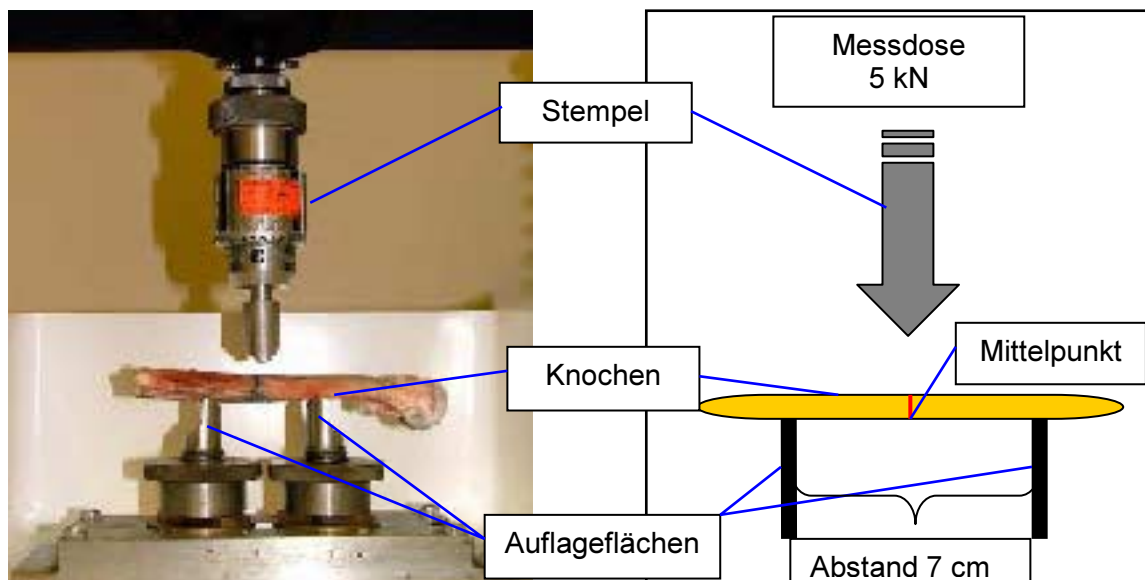 Messdose
5 kN
Stempel
Mittelpunkt
Knochen
Auflageflächen
Abstand 7 cm